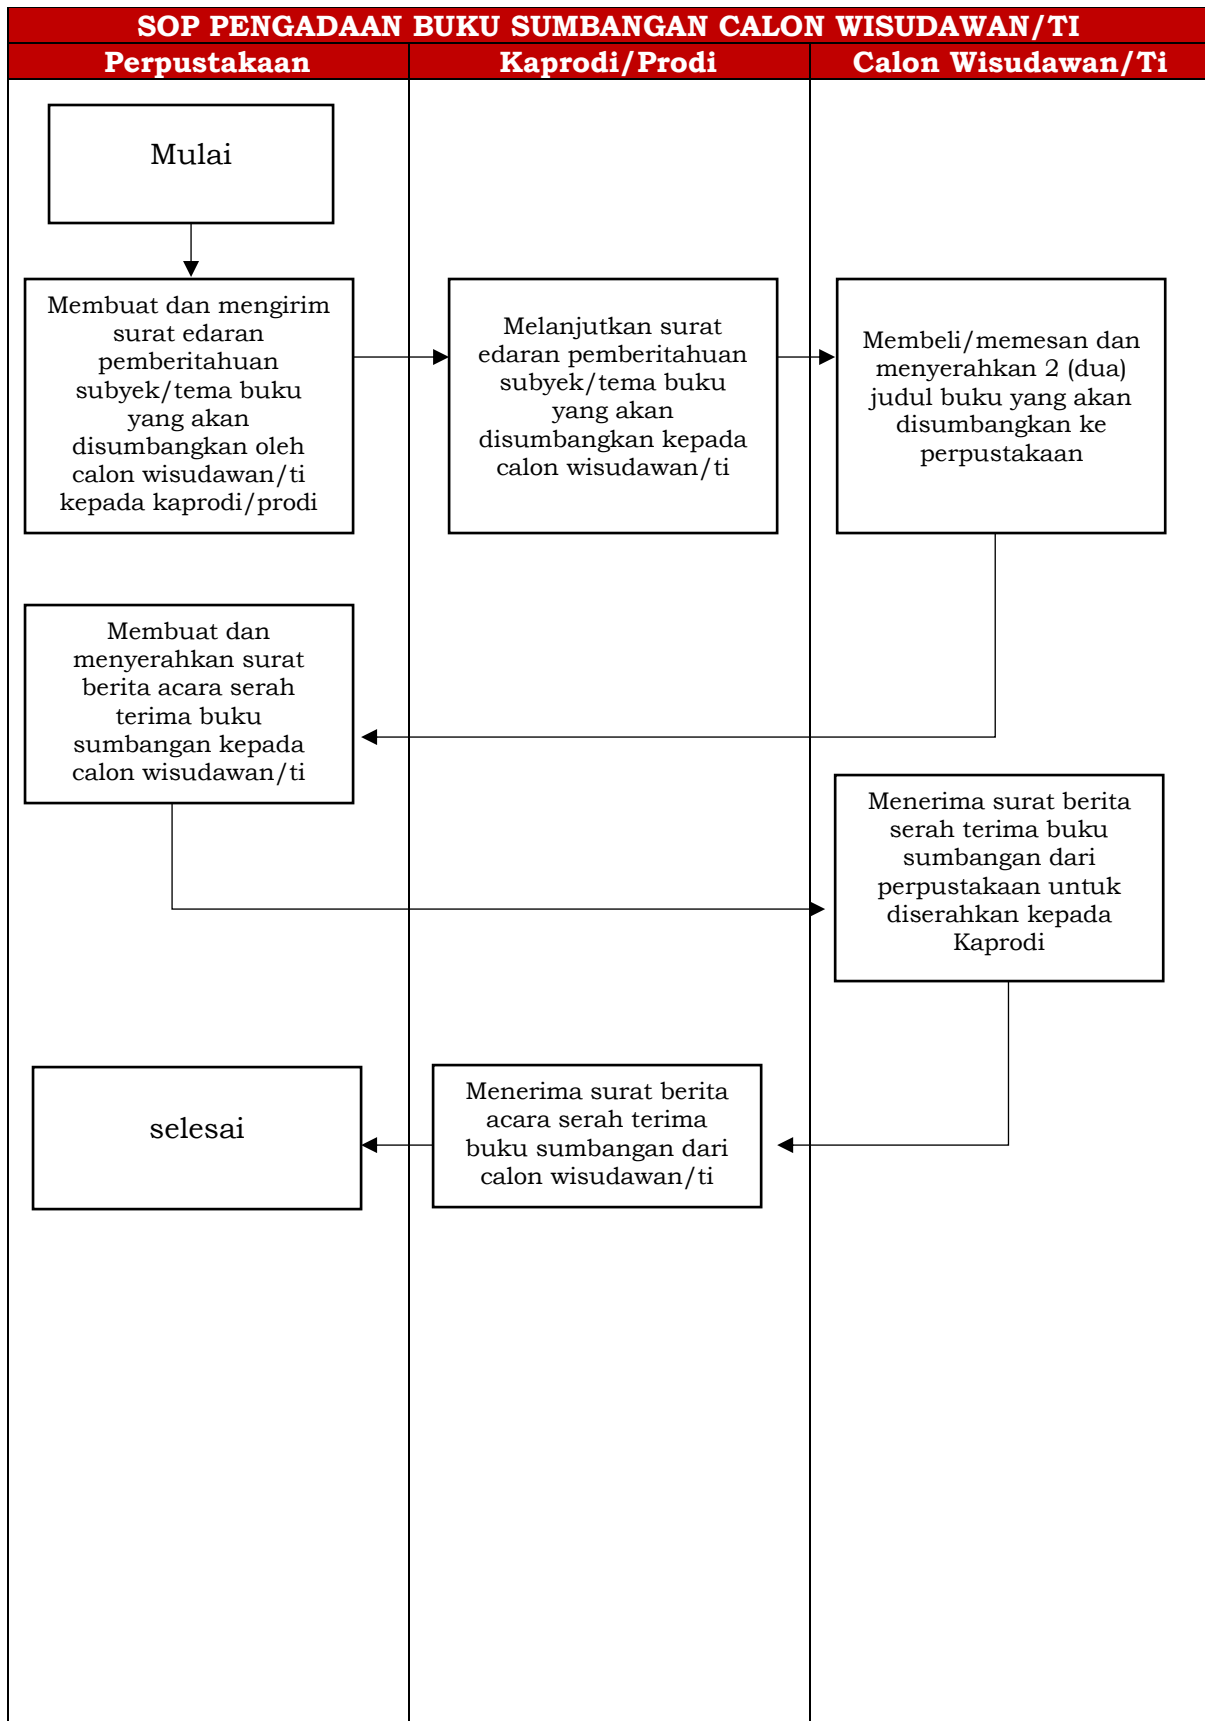 SOP PENGADAAN BUKU SUMBANGAN CALON WISUDAWAN/TI
Perpustakaan
Kaprodi/Prodi
Calon Wisudawan/Ti
Mulai
Membuat dan mengirim
surat edaran
pemberitahuan
subyek/tema buku
yang akan
disumbangkan oleh
calon wisudawan/ti
kepada kaprodi/prodi
Melanjutkan surat
edaran pemberitahuan
subyek/tema buku
yang akan
disumbangkan kepada
calon wisudawan/ti
Membeli/memesan dan
menyerahkan 2 (dua)
judul buku yang akan
disumbangkan ke
perpustakaan
Membuat dan
menyerahkan surat
berita acara serah
terima buku
sumbangan kepada
calon wisudawan/ti
Menerima surat berita
serah terima buku
sumbangan dari
perpustakaan untuk
diserahkan kepada
Kaprodi
Menerima surat berita
acara serah terima
buku sumbangan dari
calon wisudawan/ti
selesai